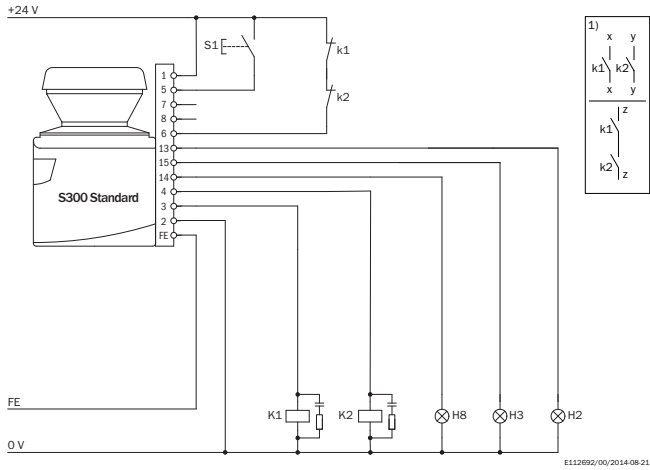 +24 V
S1
k1
k2
1)
x y
k1 k2
x y
z
k1
k2
z
1
5
7
8
6
13
15
14
4
3
2
FE
S300 Standard
FE
K1
K2
H8
H3
H2
0 V
E112692/00/2014-08-21